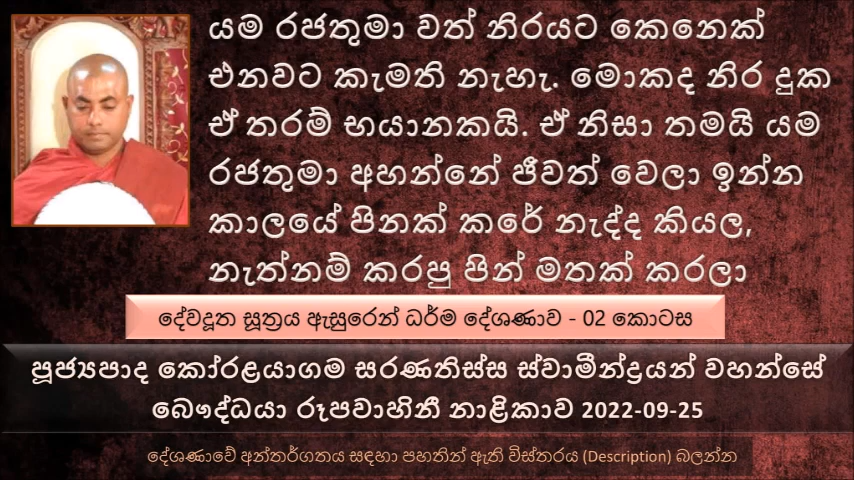 යම රජතුමා වත් නිරයට කෙනෙක්
එනවට කැමති නැහැ. මොකද නිර දුක
ඒ තරම් භයානකයි. ඒ නිසා තමයි යම
රජතුමා අහන්නේ ජීවත් වෙලා ඉන්න
කාලයේ පිනක් කරේ නැද්ද කියල,
නැත්නම් කරපු පින් මතක් කරලා
දේවදූත සූත්‍රය ඇසුරෙන් ධර්ම දේශණාව - 02 කොටස
පූජ්‍යපාද කෝරළයාගම සරණතිස්ස ස්වාමීන්ද්‍රයන් වහන්සේ
බෞද්ධයා රූපවාහිනී නාළිකාව 2022-09-25
දේශණාවේ අන්තර්ගතය සඳහා පහතින් ඇති විස්තරය (Description) බලන්න